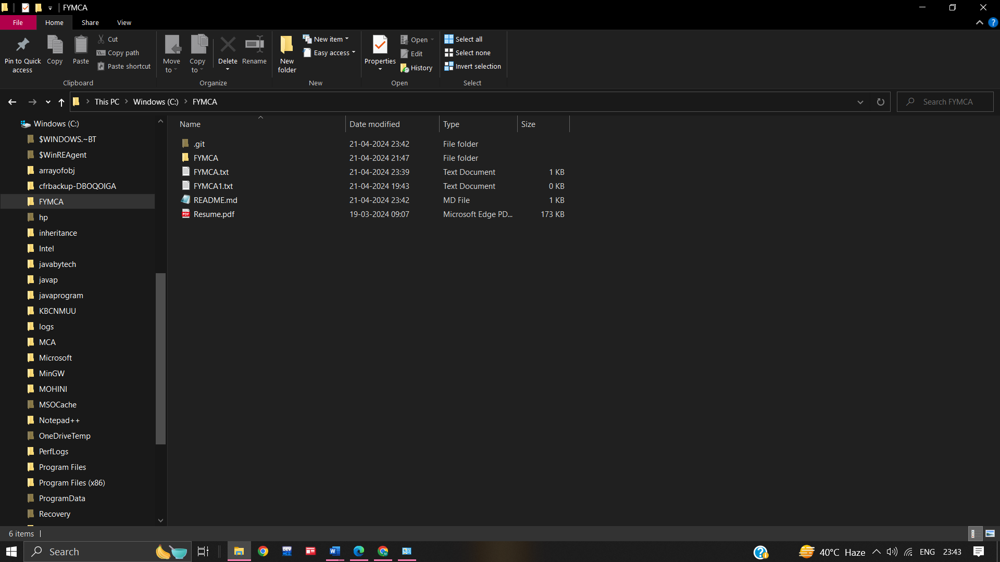 FYMCA
File Home Share View
Pin to Quick access
Copy
Paste
Cut
Copy path
Paste shortcut
Clipboard
Move to
Copy to
Delete
Rename
Organize
New folder
New item
Easy access
New
Properties
Open
Edit
History
Open
Select all
Select none
Invert selection
Select
This PC Windows (C:) FYMCA
Search FYMCA
Windows (C:)
$WINDOWS.~BT
$WinREAgent
arrayofobj
cfrbackup-DBOQOIGA
FYMCA
hp
inheritance
Intel
javabytech
javap
javaprogram
KBCNMUU
logs
MCA
Microsoft
MinGW
MOHINI
MSOCache
Notepad++
OneDriveTemp
PerfLogs
Program Files
Program Files (x86)
ProgramData
Recovery
Name Date modified Type Size
.git 21-04-2024 23:42 File folder
FYMCA 21-04-2024 21:47 File folder
FYMCA.txt 21-04-2024 23:39 Text Document 1 KB
FYMCA1.txt 21-04-2024 19:43 Text Document 0 KB
README.md 21-04-2024 23:42 MD File 1 KB
PDF Resume.pdf 19-03-2024 09:07 Microsoft Edge PD... 173 KB
6 items
Search
DEV
40°C Haze
ENG
23:43